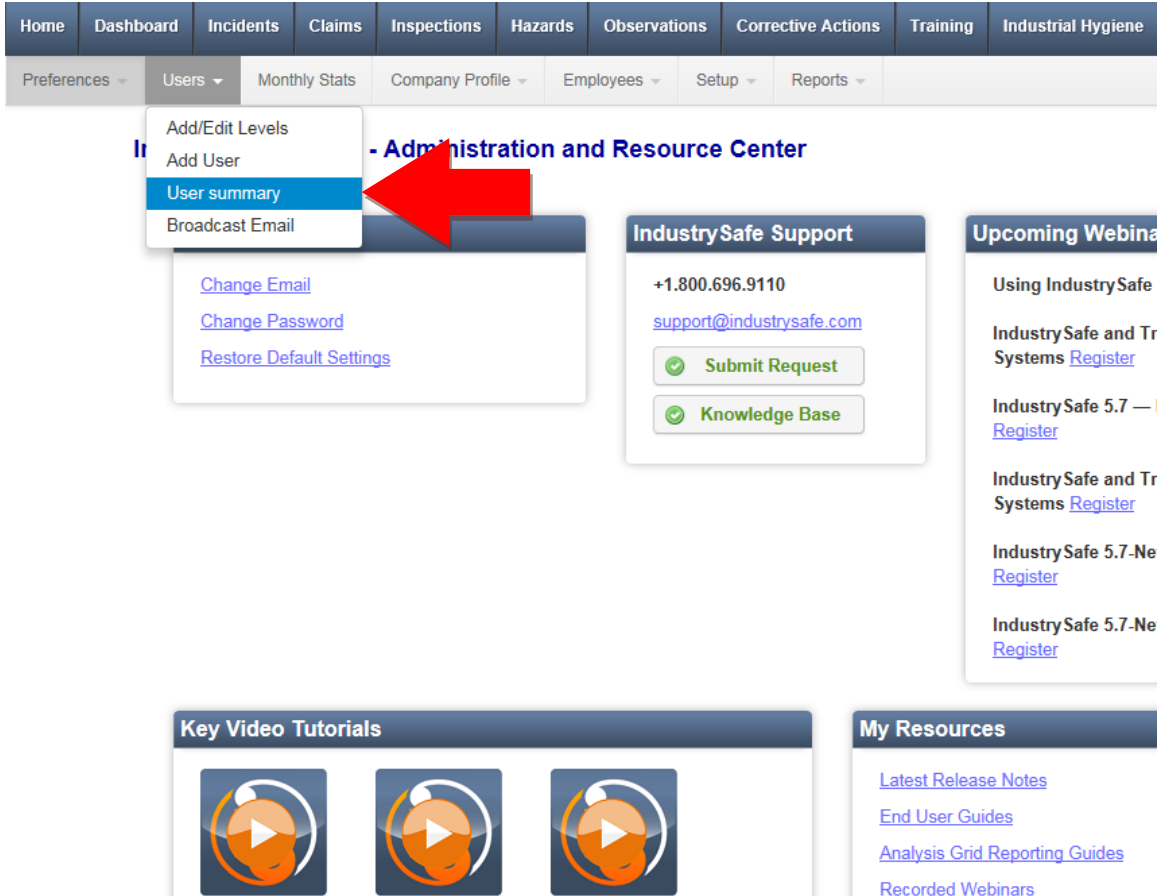 Home Dashboard Incidents Claims Inspections Hazards Observations Corrective Actions Training Industrial Hygiene
Preferences Users Monthly Stats Company Profile Employees Setup Reports
Add/Edit Levels
Add User
User summary
Broadcast Email
- Administration and Resource Center
Change Email
Change Password
Restore Default Settings
IndustrySafe Support
+1.800.696.9110
support@industrysafe.com
Submit Request
Knowledge Base
Upcoming Webina
Using IndustrySafe
IndustrySafe and Tr
Systems Register
IndustrySafe 5.7 —
Register
IndustrySafe and Tr
Systems Register
IndustrySafe 5.7-Ne
Register
IndustrySafe 5.7-Ne
Register
Key Video Tutorials
My Resources
Latest Release Notes
End User Guides
Analysis Grid Reporting Guides
Recorded Webinars